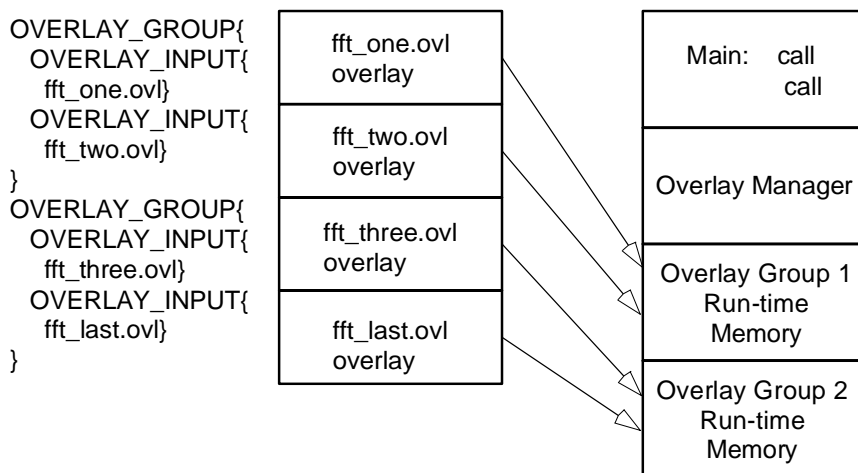 OVERLAY_GROUP{
OVERLAY_INPUT{
fft_one.ovl}
OVERLAY_INPUT{
fft_two.ovl}
}
OVERLAY_GROUP{
OVERLAY_INPUT{
fft_three.ovl}
OVERLAY_INPUT{
fft_last.ovl}
}
fft_one.ovl
overlay
fft_two.ovl
overlay
fft_three.ovl
overlay
fft_last.ovl
overlay
Main: call
call
Overlay Manager
Overlay Group 1
Run-time
Memory
Overlay Group 2
Run-time
Memory